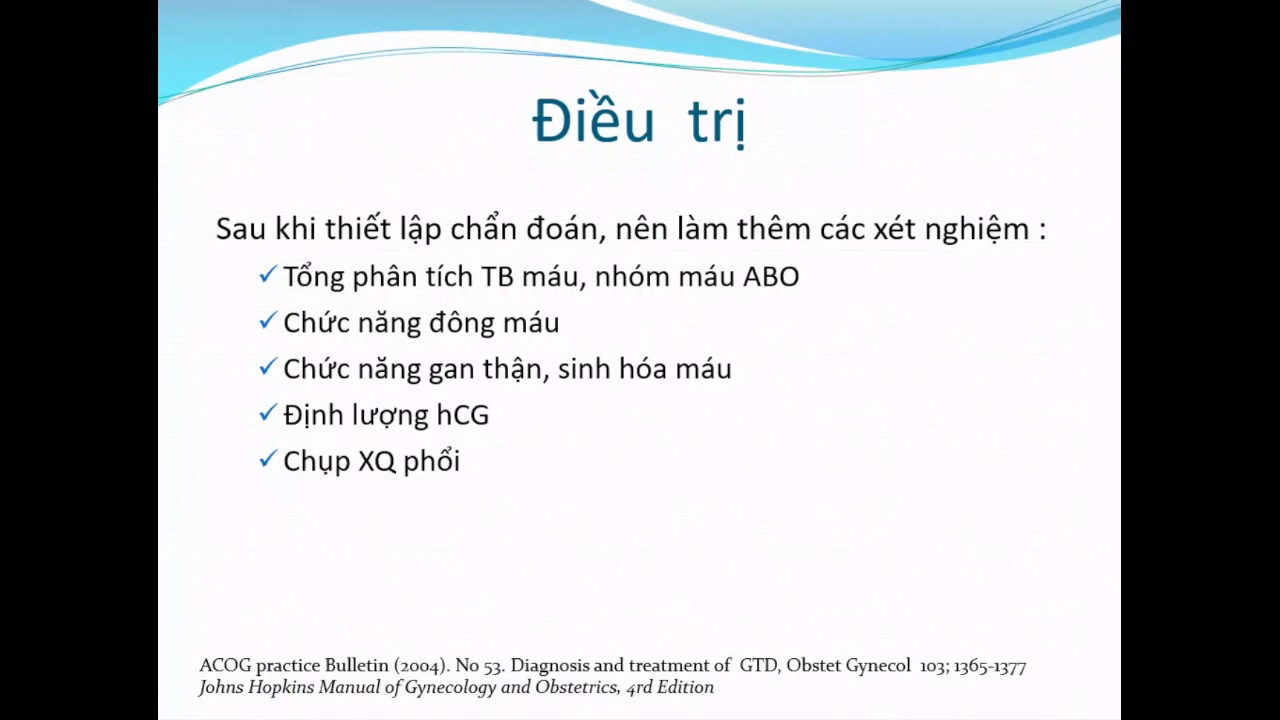 Điều trị
Sau khi thiết lập chẩn đoán, nên làm thêm các xét nghiệm :
✓Tổng phân tích TB máu, nhóm máu ABO
✓Chức năng đông máu
✓Chức năng gan thận, sinh hóa máu
✓Định lượng hCG
✓Chụp XQ phổi
ACOG practice Bulletin (2004). No 53. Diagnosis and treatment of GTD, Obstet Gynecol 103; 1365-1377
Johns Hopkins Manual of Gynecology and Obstetrics, 4rd Edition